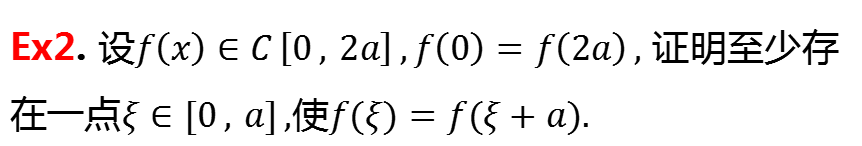 Ex2. 设f(x) ∈ C [0 , 2a] , f(0) = f(2a) , 证明至少存
在一点ξ ∈ [0 , a] ,使f(ξ) = f(ξ + a).